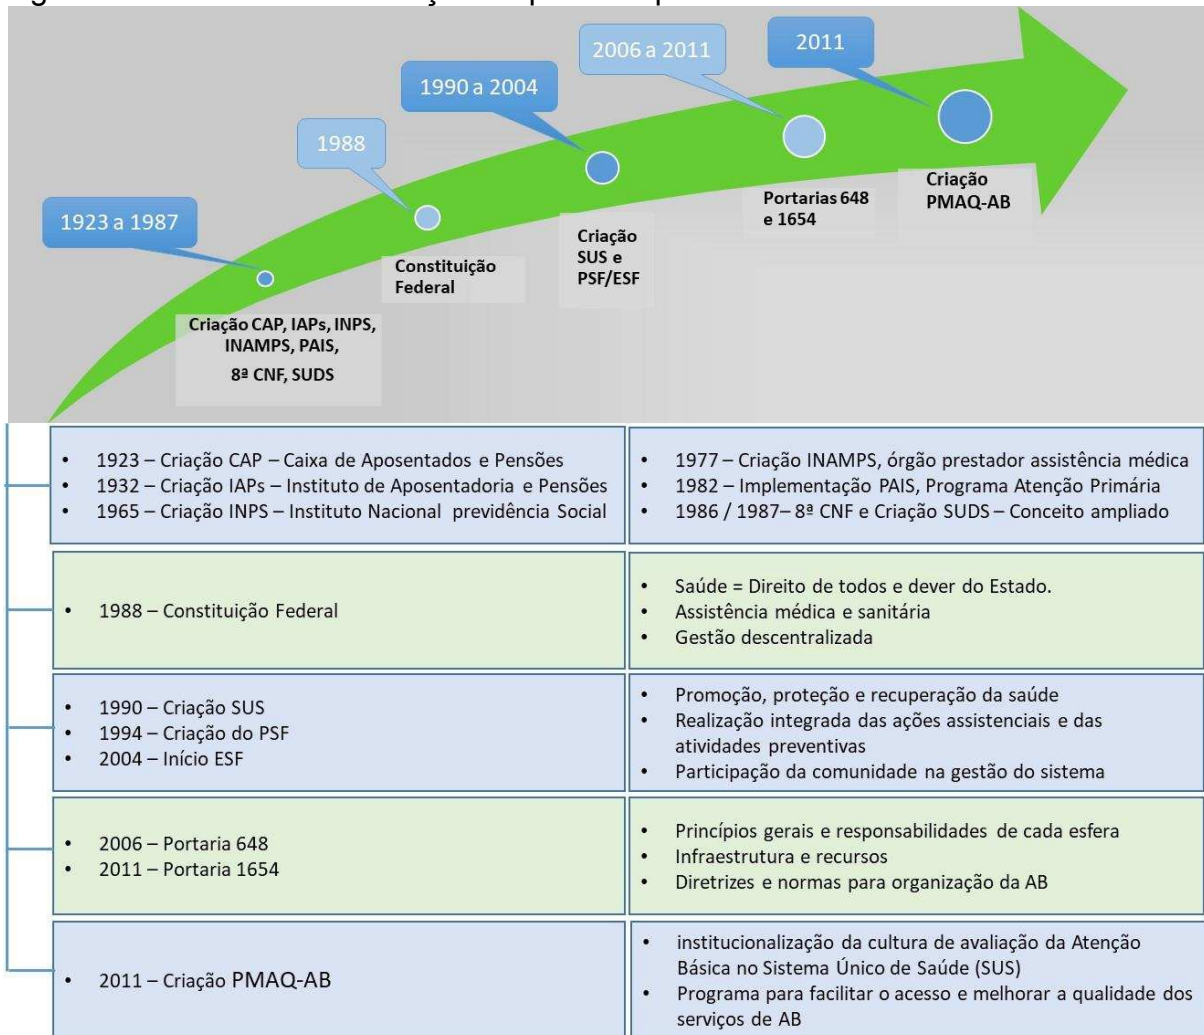 2006 a 2011
2011
1990 a 2004
1988
1923 a 1987
Criação
PMAQ-AB
Portarias 648
e 1654
Criação
SUS e
PSF/ESF
Constituição
Federal
Criação CAP, IAPs, INPS,
INAMPS, PAIS,
8ª CNF, SUDS
• 1923 – Criação CAP – Caixa de Aposentados e Pensões
• 1932 – Criação IAPs – Instituto de Aposentadoria e Pensões
• 1965 – Criação INPS – Instituto Nacional previdência Social
• 1977 – Criação INAMPS, órgão prestador assistência médica
• 1982 – Implementação PAIS, Programa Atenção Primária
• 1986 / 1987– 8ª CNF e Criação SUDS – Conceito ampliado
• 1988 – Constituição Federal
• Saúde = Direito de todos e dever do Estado.
• Assistência médica e sanitária
• Gestão descentralizada
• 1990 – Criação SUS
• 1994 – Criação do PSF
• 2004 – Início ESF
• Promoção, proteção e recuperação da saúde
• Realização integrada das ações assistenciais e das
atividades preventivas
• Participação da comunidade na gestão do sistema
• 2006 – Portaria 648
• 2011 – Portaria 1654
• Princípios gerais e responsabilidades de cada esfera
• Infraestrutura e recursos
• Diretrizes e normas para organização da AB
• 2011 – Criação PMAQ-AB
• institucionalização da cultura de avaliação da Atenção
Básica no Sistema Único de Saúde (SUS)
• Programa para facilitar o acesso e melhorar a qualidade dos
serviços de AB